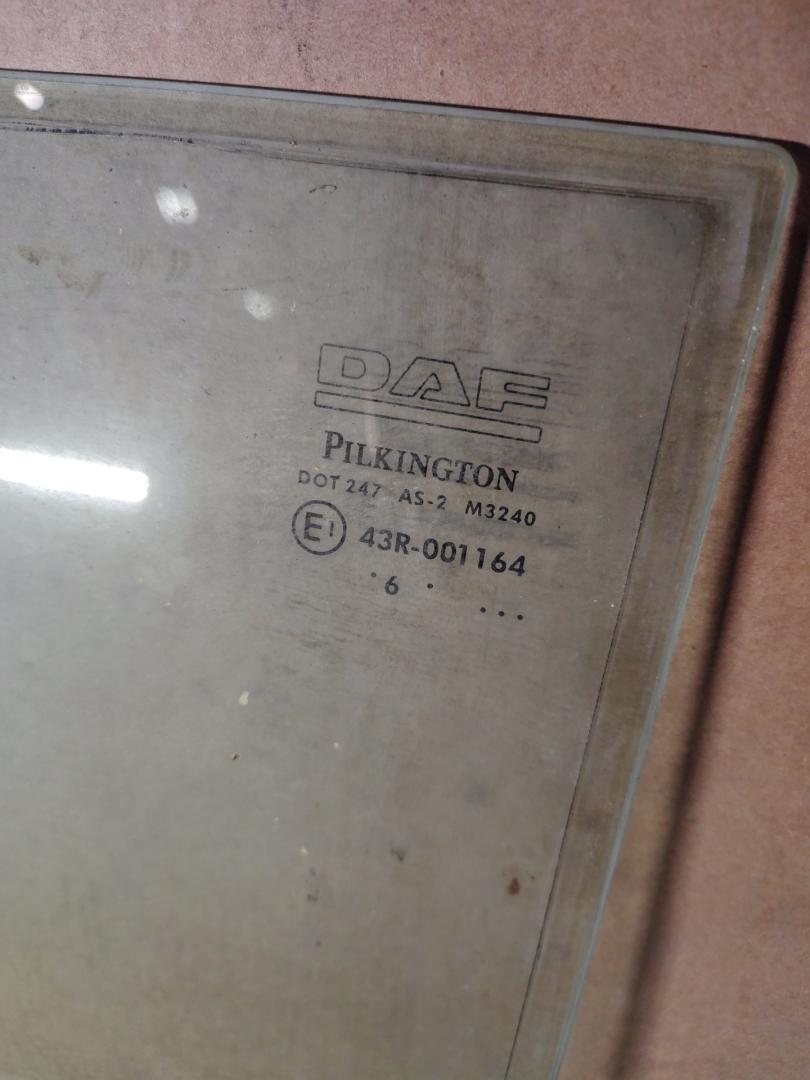 DAF
PILKINGTON
DOT 247 AS-2 M3240
E1 43R-001164
. 6 . ...